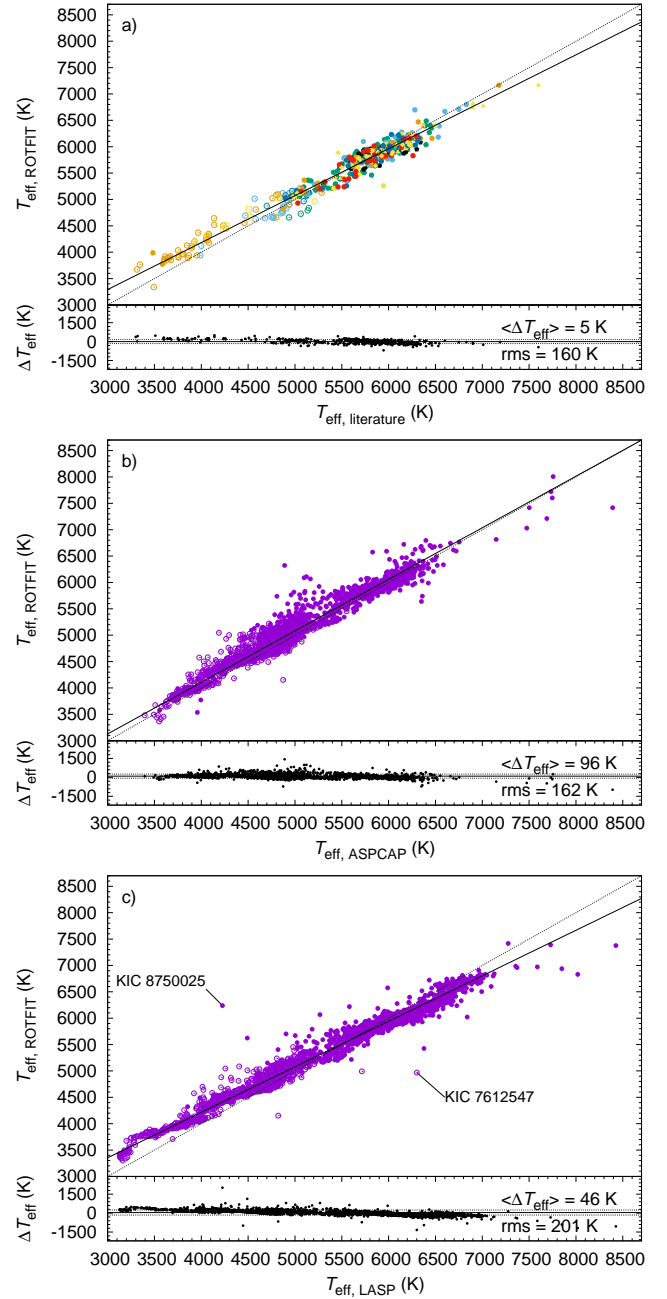 a)
8500
8000
7500
7000
6500
6000
5500
5000
4500
4000
3500
3000
T_eff, ROTFIT (K)
1500
0
-1500
ΔT_eff (K)
<ΔT_eff> = 5 K
rms = 160 K
3000 3500 4000 4500 5000 5500 6000 6500 7000 7500 8000 8500
T_eff, literature (K)
b)
8500
8000
7500
7000
6500
6000
5500
5000
4500
4000
3500
3000
T_eff, ROTFIT (K)
1500
0
-1500
ΔT_eff (K)
<ΔT_eff> = 96 K
rms = 162 K
3000 3500 4000 4500 5000 5500 6000 6500 7000 7500 8000 8500
T_eff, ASPCAP (K)
c)
8500
8000
7500
7000
6500
6000
5500
5000
4500
4000
3500
3000
T_eff, ROTFIT (K)
KIC 8750025
KIC 7612547
1500
0
-1500
ΔT_eff (K)
<ΔT_eff> = 46 K
rms = 201 K
3000 3500 4000 4500 5000 5500 6000 6500 7000 7500 8000 8500
T_eff, LASP (K)